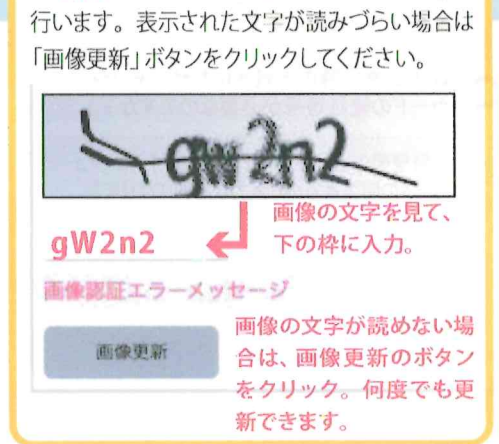 行います。表示された文字が読みづらい場合は
「画像更新」ボタンをクリックしてください。
gw2n2
画像の文字を見て、
下の枠に入力。
gW2n2
画像認証エラーメッセージ
画像更新
画像の文字が読めない場
合は、画像更新のボタン
をクリック。何度でも更
新できます。